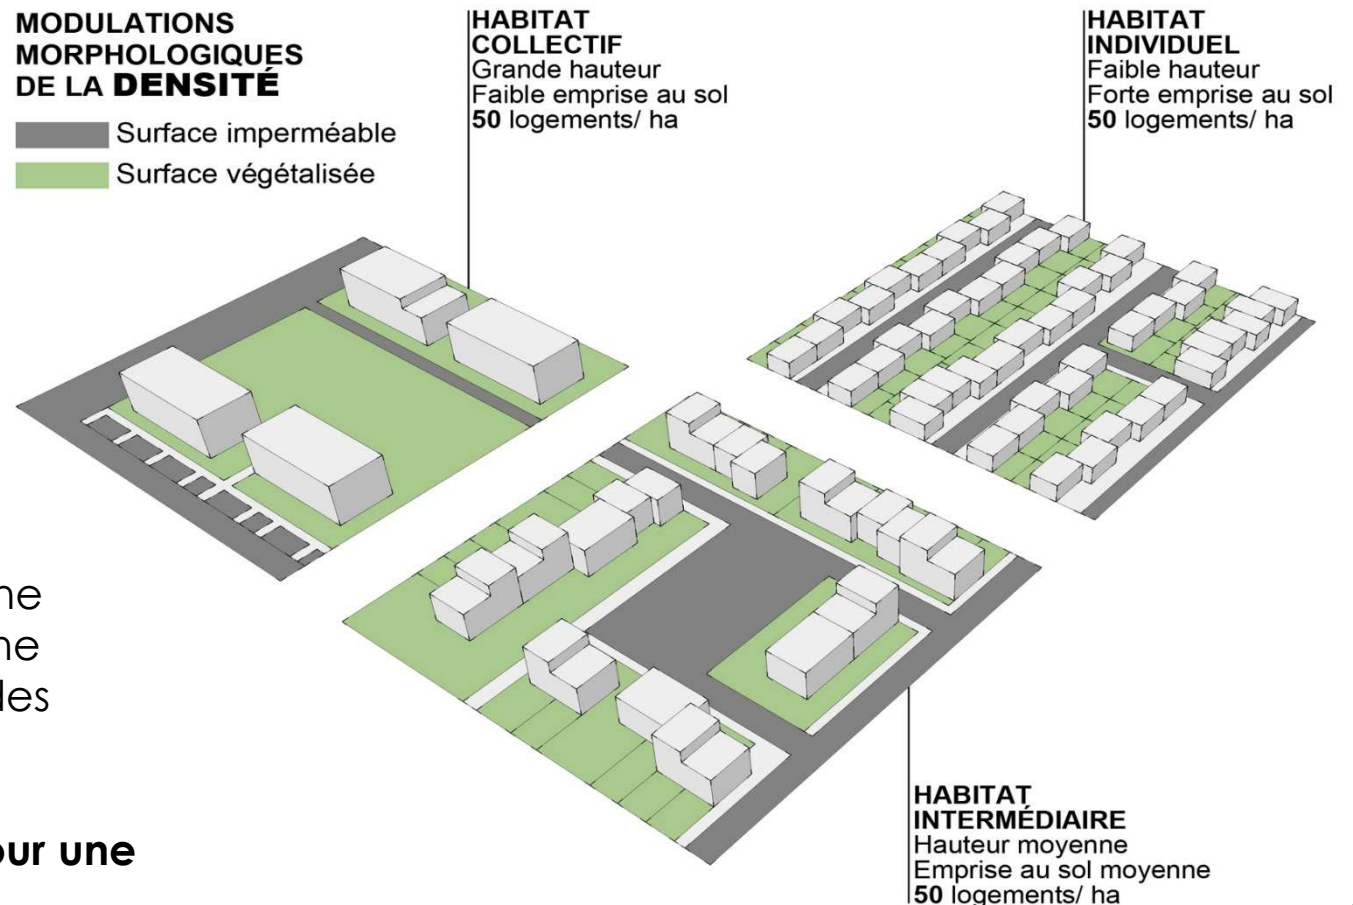 MODULATIONS
MORPHOLOGIQUES
DE LA DENSITÉ
Surface imperméable
Surface végétalisée
HABITAT
COLLECTIF
Grande hauteur
Faible emprise au sol
50 logements/ ha
HABITAT
INDIVIDUEL
Faible hauteur
Forte emprise au sol
50 logements/ ha
des
une
HABITAT
INTERMÉDIAIRE
Hauteur moyenne
Emprise au sol moyenne
50 logements/ ha